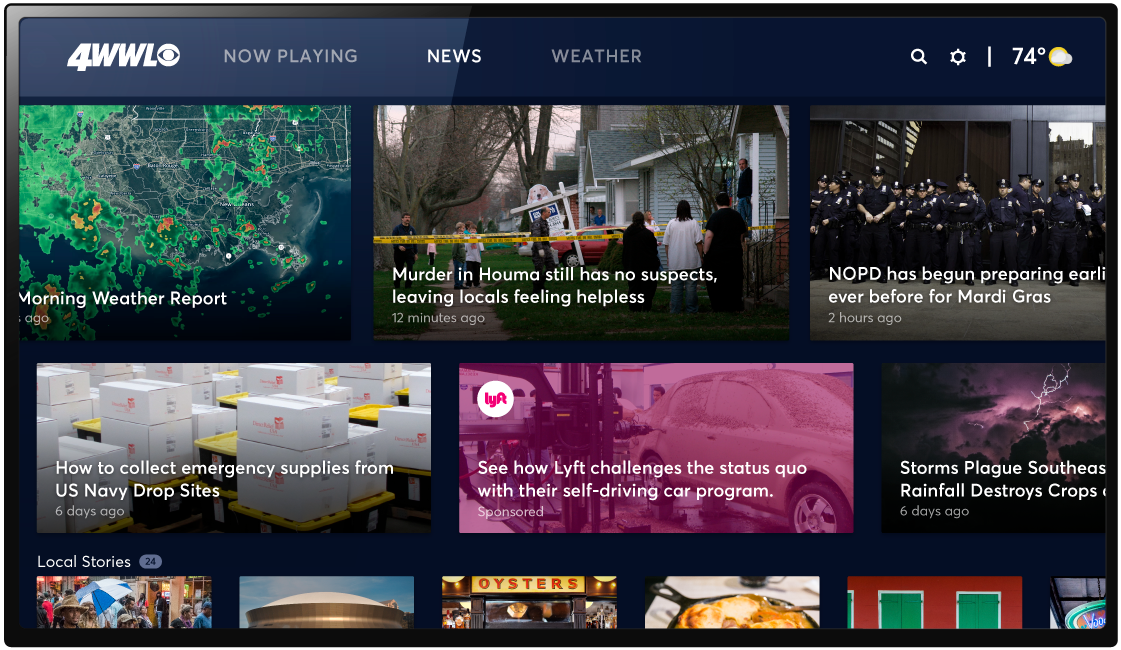 4WWL
NOW PLAYING
NEWS
WEATHER
74°
New Orleans
Morning Weather Report
s ago
Murder in Houma still has no suspects,
leaving locals feeling helpless
12 minutes ago
NOPD has begun preparing earli
ever before for Mardi Gras
2 hours ago
How to collect emergency supplies from
US Navy Drop Sites
6 days ago
lyft
See how Lyft challenges the status quo
with their self-driving car program.
Sponsored
Storms Plague Southeas
Rainfall Destroys Crops
6 days ago
Local Stories 24
OYSTERS